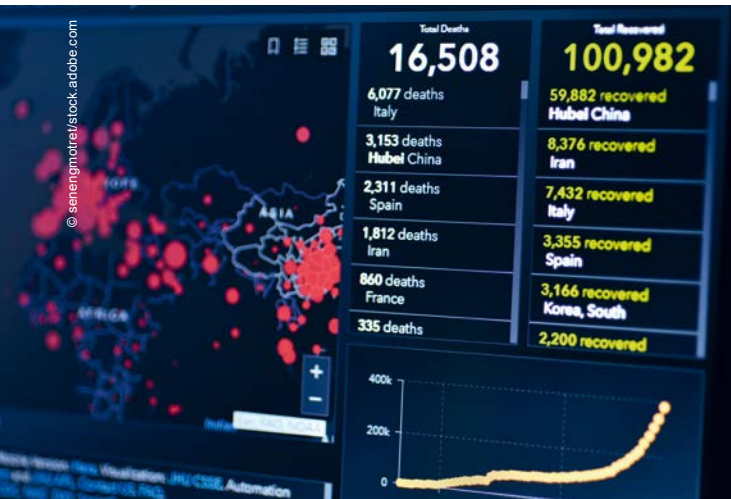 © senengmotret/stock.adobe.com
ASIA
AFRICA
+
−
Visualization: JHU CSSE. Automation
Total Deaths
16,508
6,077 deaths
Italy
3,153 deaths
Hubei China
2,311 deaths
Spain
1,812 deaths
Iran
860 deaths
France
335 deaths
Total Recovered
100,982
59,882 recovered
Hubei China
8,376 recovered
Iran
7,432 recovered
Italy
3,355 recovered
Spain
3,166 recovered
Korea, South
2,200 recovered
400k
200k
0